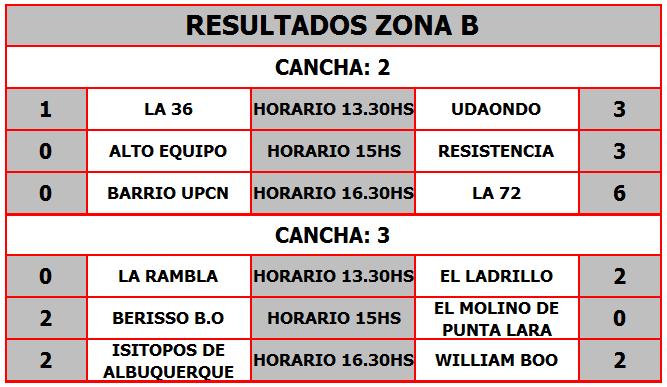 RESULTADOS ZONA B
CANCHA: 2
1 LA 36 HORARIO 13.30HS UDAONDO 3
0 ALTO EQUIPO HORARIO 15HS RESISTENCIA 3
0 BARRIO UPCN HORARIO 16.30HS LA 72 6
CANCHA: 3
0 LA RAMBLA HORARIO 13.30HS EL LADRILLO 2
2 BERISSO B.O HORARIO 15HS EL MOLINO DE
PUNTA LARA 0
2 ISITOPOS DE
ALBUQUERQUE HORARIO 16.30HS WILLIAM BOO 2